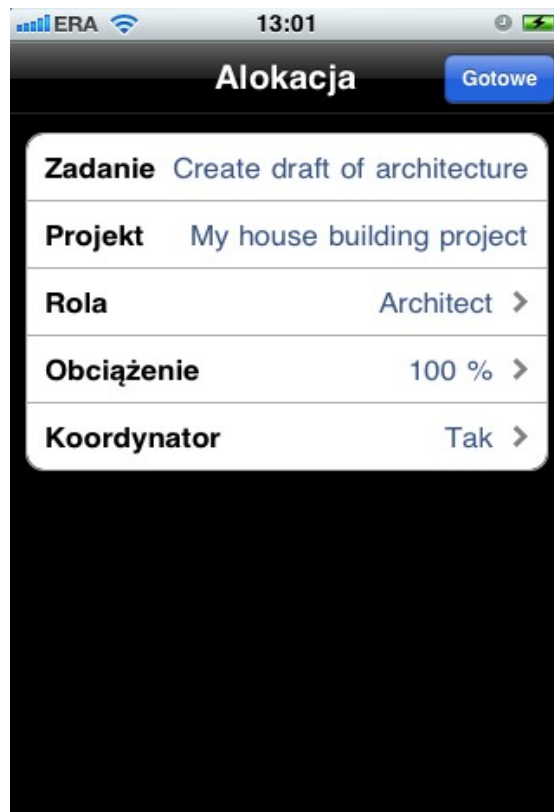 ERA 13:01
Alokacja Gotowe
Zadanie Create draft of architecture
Projekt My house building project
Rola Architect
Obciążenie 100 %
Koordynator Tak